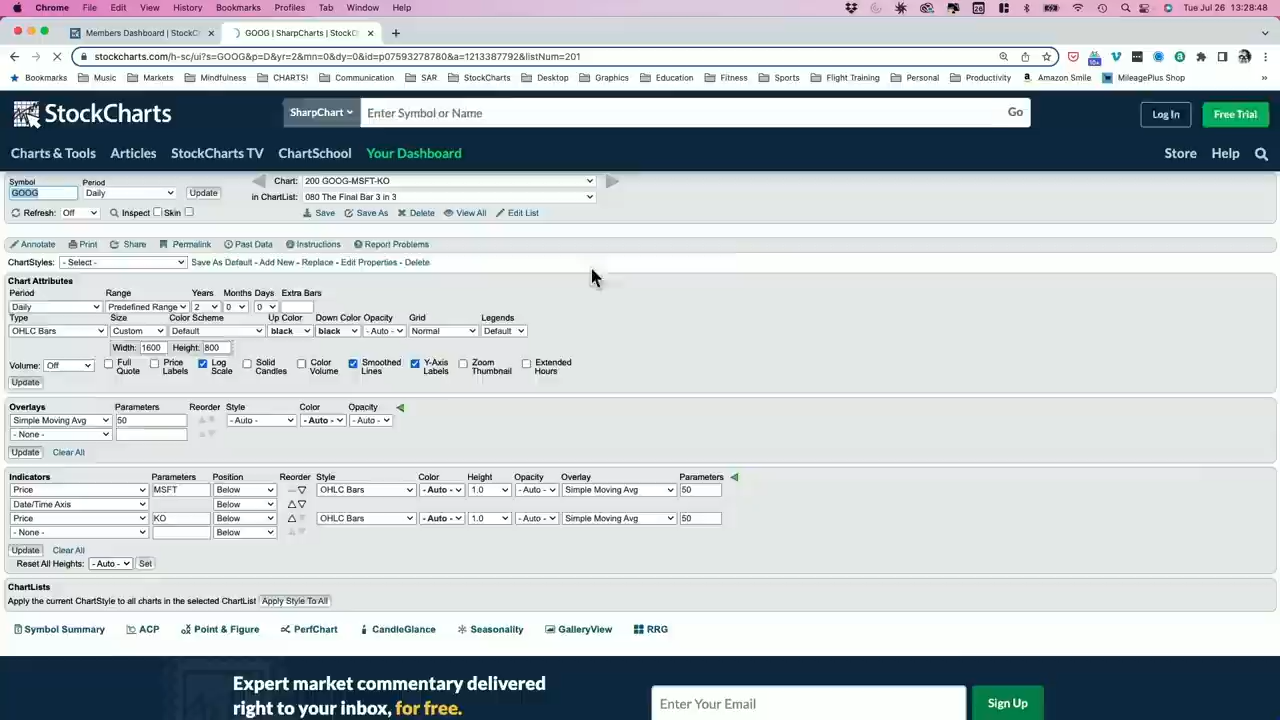 Chrome File Edit View History Bookmarks Profiles Tab Window Help Tue Jul 26 13:28:48
Members Dashboard | StockCh GOOG | SharpCharts | StockCh
stockcharts.com/h-sc/ui?s=GOOG&p=D&yr=2&mn=0&dy=0&id=p07593278780&a=1213387792&listNum=201
Bookmarks Music Markets Mindfulness CHARTS! Communication SAR StockCharts Desktop Graphics Education Fitness Sports Flight Training Personal Productivity Amazon Smile MileagePlus Shop »
StockCharts SharpChart Enter Symbol or Name Go Log In Free Trial
Charts & Tools Articles StockCharts TV ChartSchool Your Dashboard Store Help
Symbol Period Chart: 200 GOOG-MSFT-KO
GOOG Daily Update in ChartList: 080 The Final Bar 3 in 3
Refresh: Off Inspect Skin Save Save As Delete View All Edit List
Annotate Print Share Permalink Past Data Instructions Report Problems
ChartStyles: - Select - Save As Default - Add New - Replace - Edit Properties - Delete
Chart Attributes
Period Range Years Months Days Extra Bars
Daily Predefined Range 2 0 0
Type Size Color Scheme Up Color Down Color Opacity Grid Legends
OHLC Bars Custom Default black black - Auto - Normal Default
Width: 1600 Height: 800
Volume: Off Full Quote Price Labels Log Scale Solid Candles Color Volume Smoothed Lines Y-Axis Labels Zoom Thumbnail Extended Hours
Update
Overlays Parameters Reorder Style Color Opacity
Simple Moving Avg 50 - Auto - - Auto - - Auto -
- None -
Update Clear All
Indicators Parameters Position Reorder Style Color Height Opacity Overlay Parameters
Price MSFT Below OHLC Bars - Auto - 1.0 - Auto - Simple Moving Avg 50
Date/Time Axis Below
Price KO Below OHLC Bars - Auto - 1.0 - Auto - Simple Moving Avg 50
- None - Below
Update Clear All
Reset All Heights: - Auto - Set
ChartLists
Apply the current ChartStyle to all charts in the selected ChartList Apply Style To All
Symbol Summary ACP Point & Figure PerfChart CandleGlance Seasonality GalleryView RRG
Expert market commentary delivered
right to your inbox, for free.
Enter Your Email Sign Up